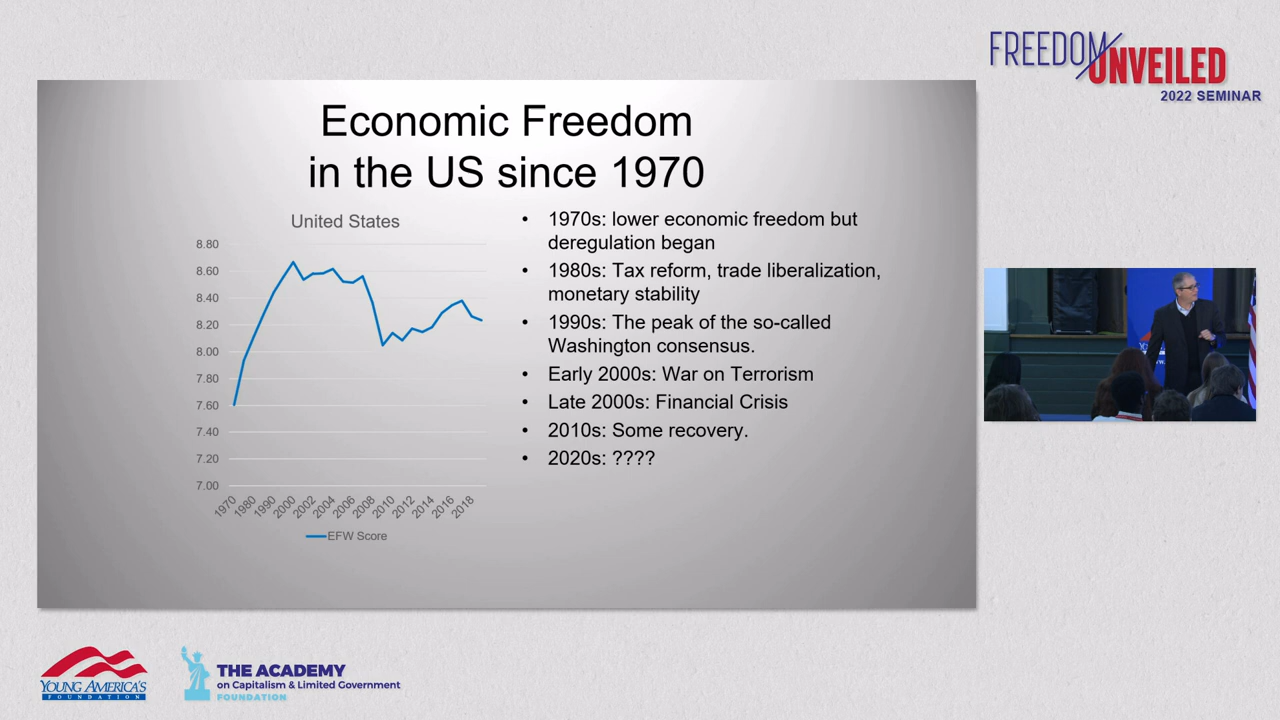 FREEDOM
UNVEILED
2022 SEMINAR
Economic Freedom
in the US since 1970
United States
8.80
8.60
8.40
8.20
8.00
7.80
7.60
7.40
7.20
7.00
1970
1980
1990
2000
2002
2004
2006
2008
2010
2012
2014
2016
2018
EFW Score
• 1970s: lower economic freedom but
deregulation began
• 1980s: Tax reform, trade liberalization,
monetary stability
• 1990s: The peak of the so-called
Washington consensus.
• Early 2000s: War on Terrorism
• Late 2000s: Financial Crisis
• 2010s: Some recovery.
• 2020s: ????
YOUNG AMERICA'S
FOUNDATION
THE ACADEMY
on Capitalism & Limited Government
FOUNDATION